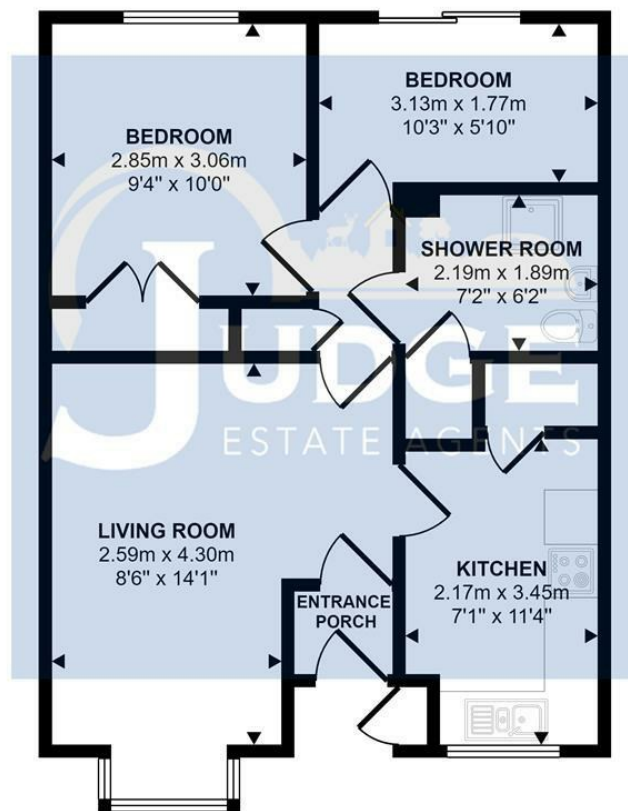 BEDROOM
3.13m x 1.77m
10'3" x 5'10"
BEDROOM
2.85m x 3.06m
9'4" x 10'0"
SHOWER ROOM
2.19m x 1.89m
7'2" x 6'2"
JUDGE
ESTATE AGENTS
LIVING ROOM
2.59m x 4.30m
8'6" x 14'1"
KITCHEN
2.17m x 3.45m
7'1" x 11'4"
ENTRANCE
PORCH